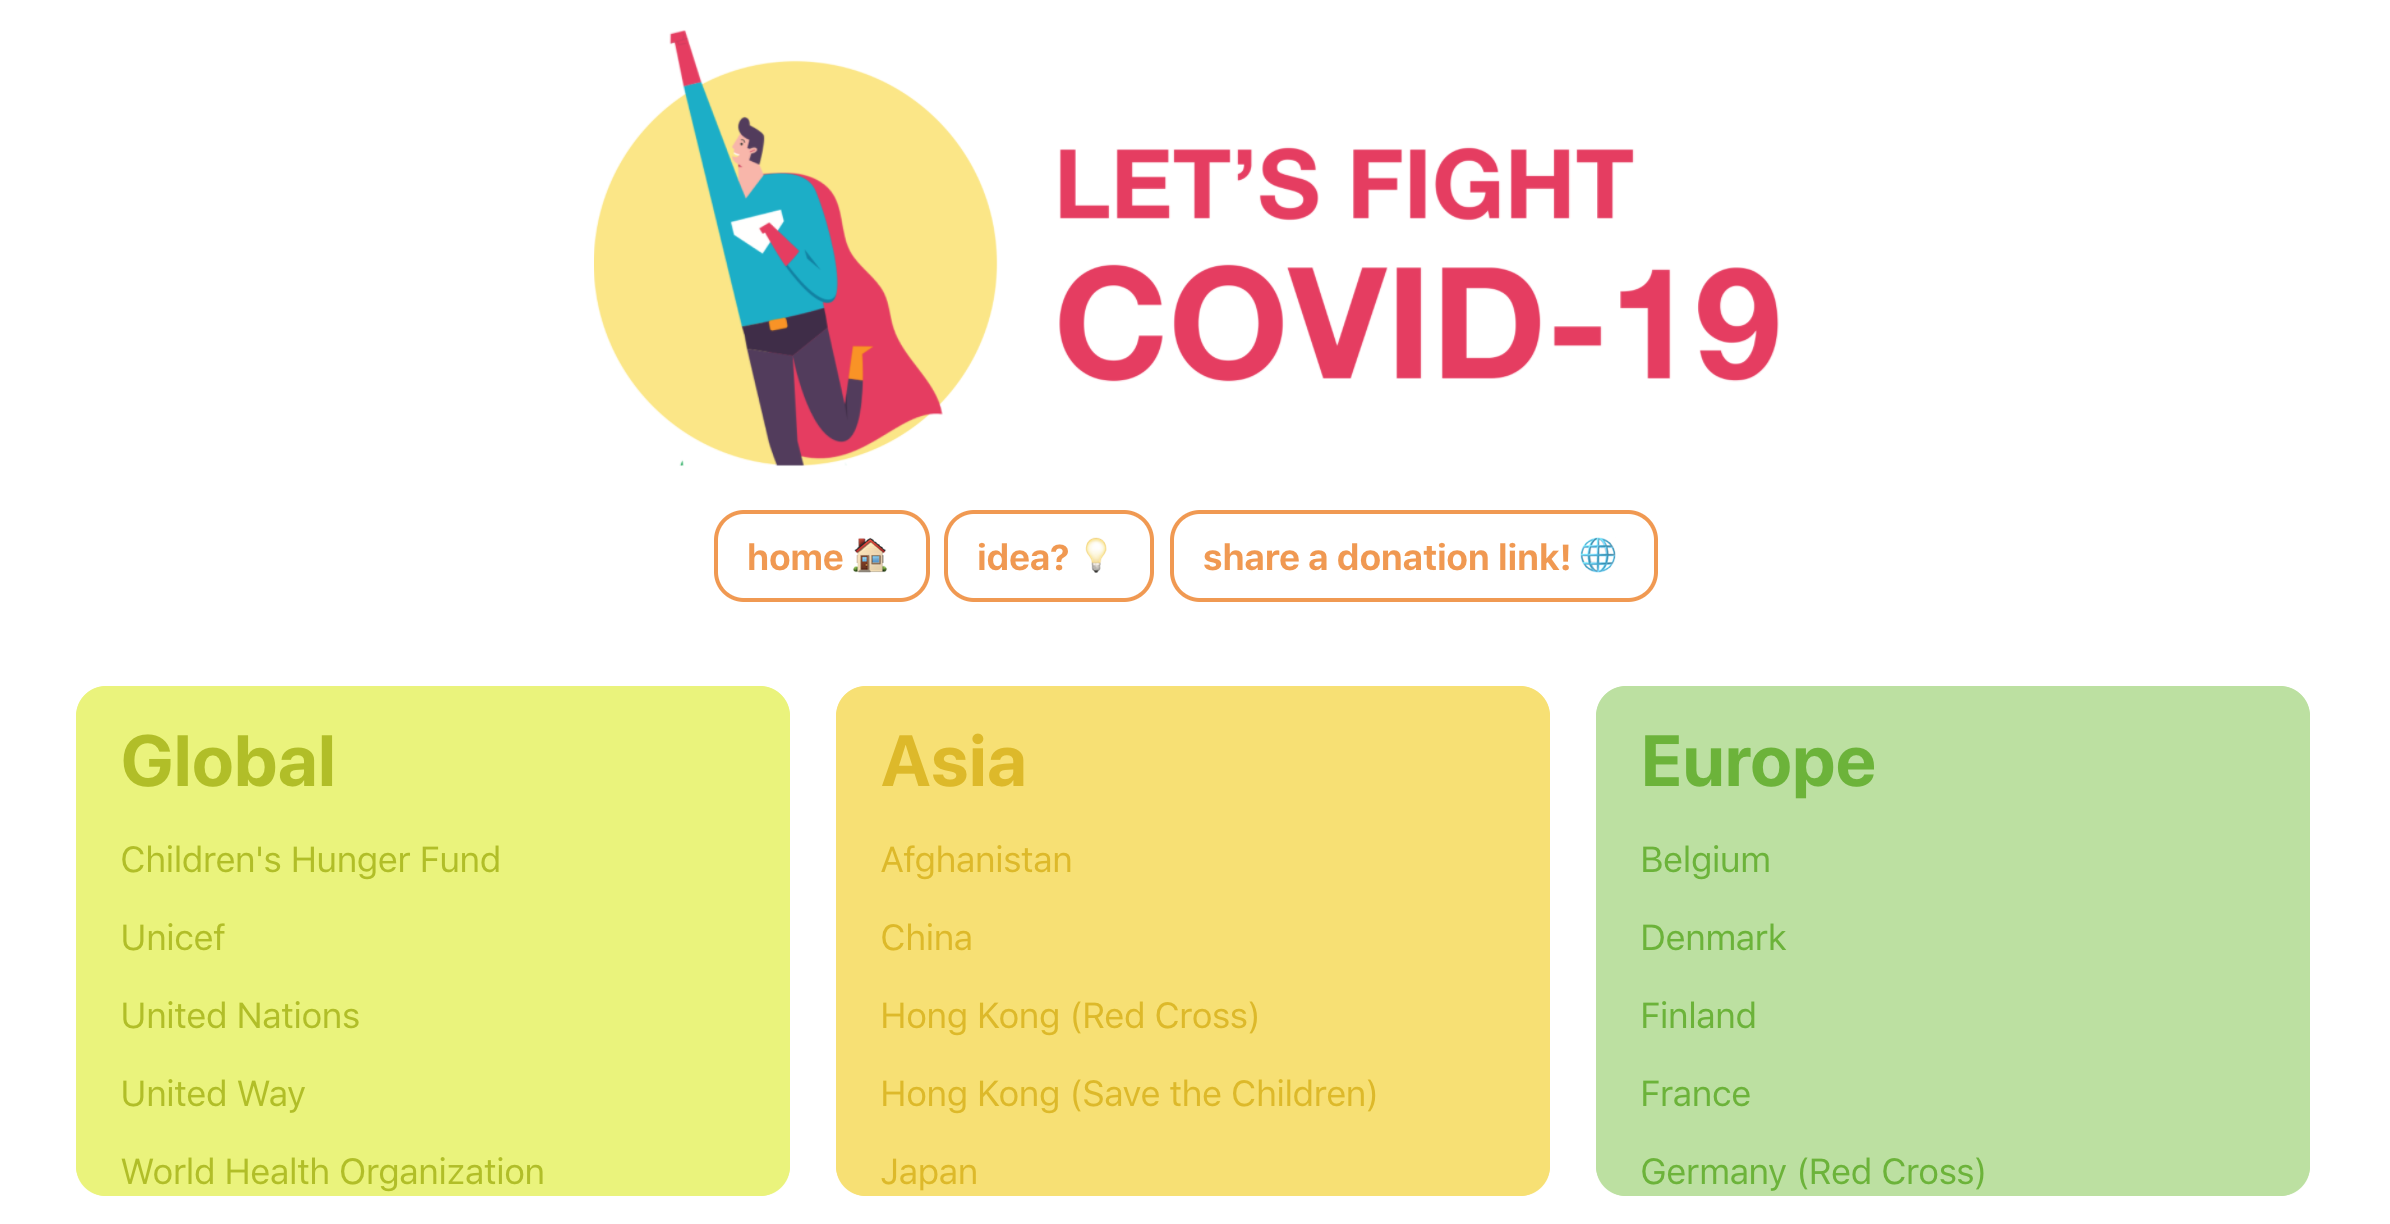 LET’S FIGHT
COVID-19
home 🏠
idea? 💡
share a donation link! 🌐
Global
Children's Hunger Fund
Unicef
United Nations
United Way
World Health Organization
Asia
Afghanistan
China
Hong Kong (Red Cross)
Hong Kong (Save the Children)
Japan
Europe
Belgium
Denmark
Finland
France
Germany (Red Cross)